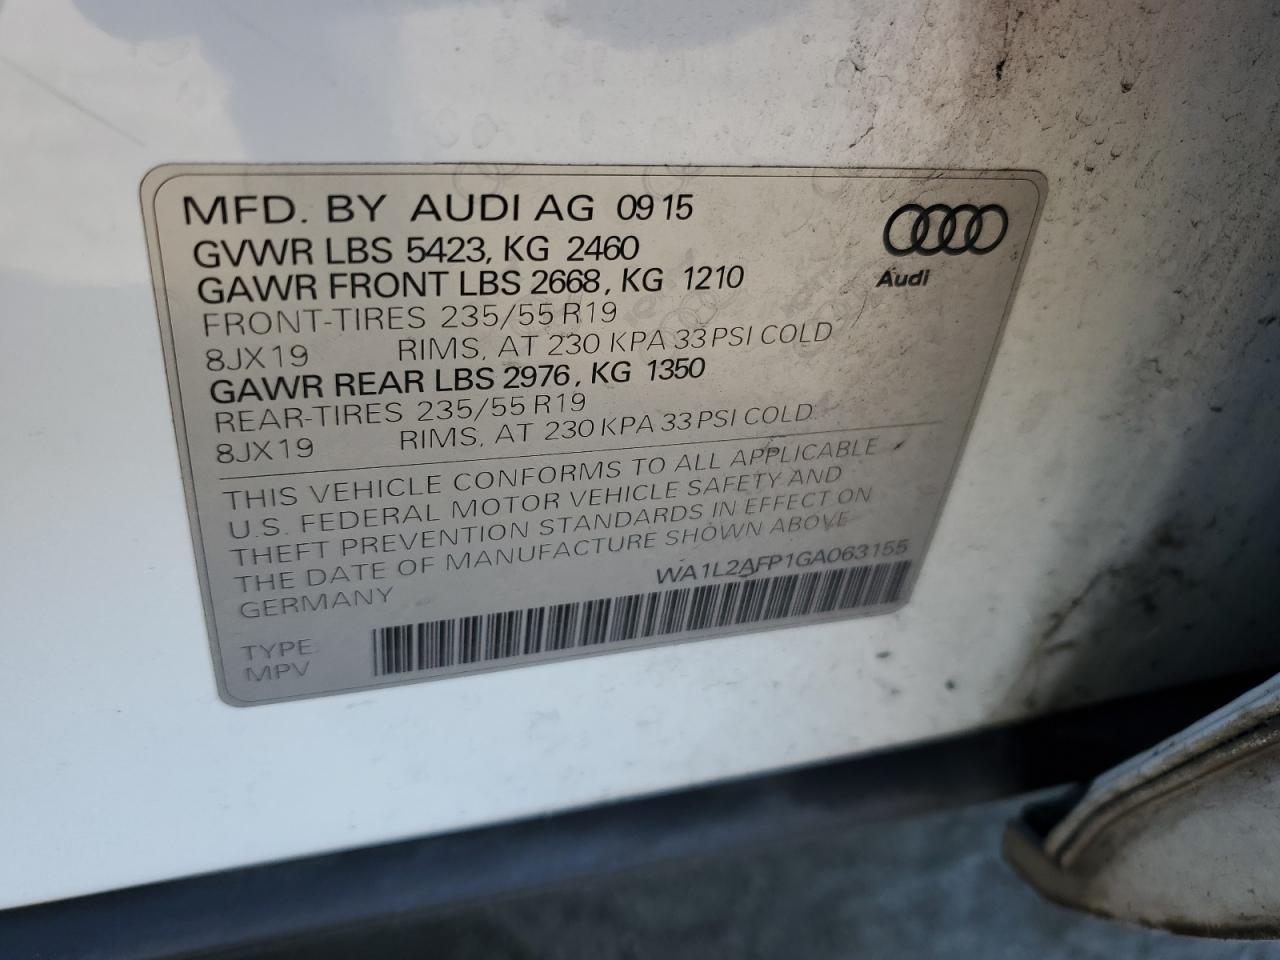 MFD. BY AUDI AG 09 15
GVWR LBS 5423, KG 2460
GAWR FRONT LBS 2668, KG 1210
FRONT-TIRES 235/55 R19
8JX19 RIMS, AT 230 KPA 33 PSI COLD
GAWR REAR LBS 2976, KG 1350
REAR-TIRES 235/55 R19
8JX19 RIMS, AT 230 KPA 33 PSI COLD
Audi
THIS VEHICLE CONFORMS TO ALL APPLICABLE
U.S. FEDERAL MOTOR VEHICLE SAFETY AND
THEFT PREVENTION STANDARDS IN EFFECT ON
THE DATE OF MANUFACTURE SHOWN ABOVE
GERMANY
WA1L2AFP1GA063155
TYPE:
MPV